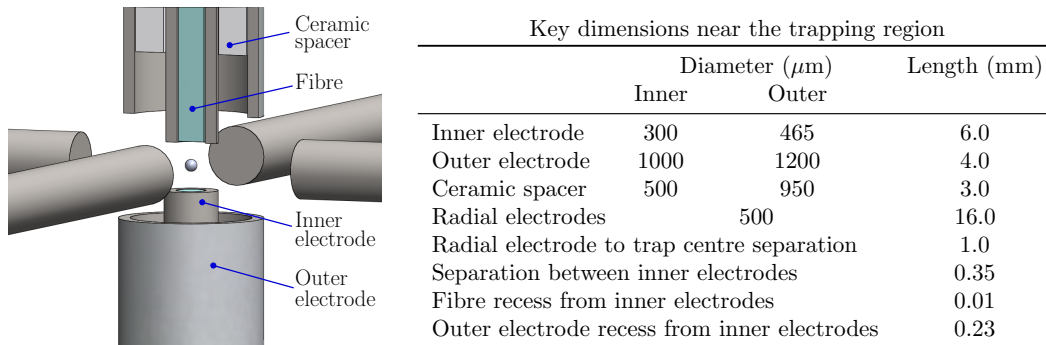 Ceramic
spacer
Fibre
Inner
electrode
Outer
electrode
Key dimensions near the trapping region
Diameter (μm) Length (mm)
Inner Outer
Inner electrode 300 465 6.0
Outer electrode 1000 1200 4.0
Ceramic spacer 500 950 3.0
Radial electrodes 500 16.0
Radial electrode to trap centre separation 1.0
Separation between inner electrodes 0.35
Fibre recess from inner electrodes 0.01
Outer electrode recess from inner electrodes 0.23